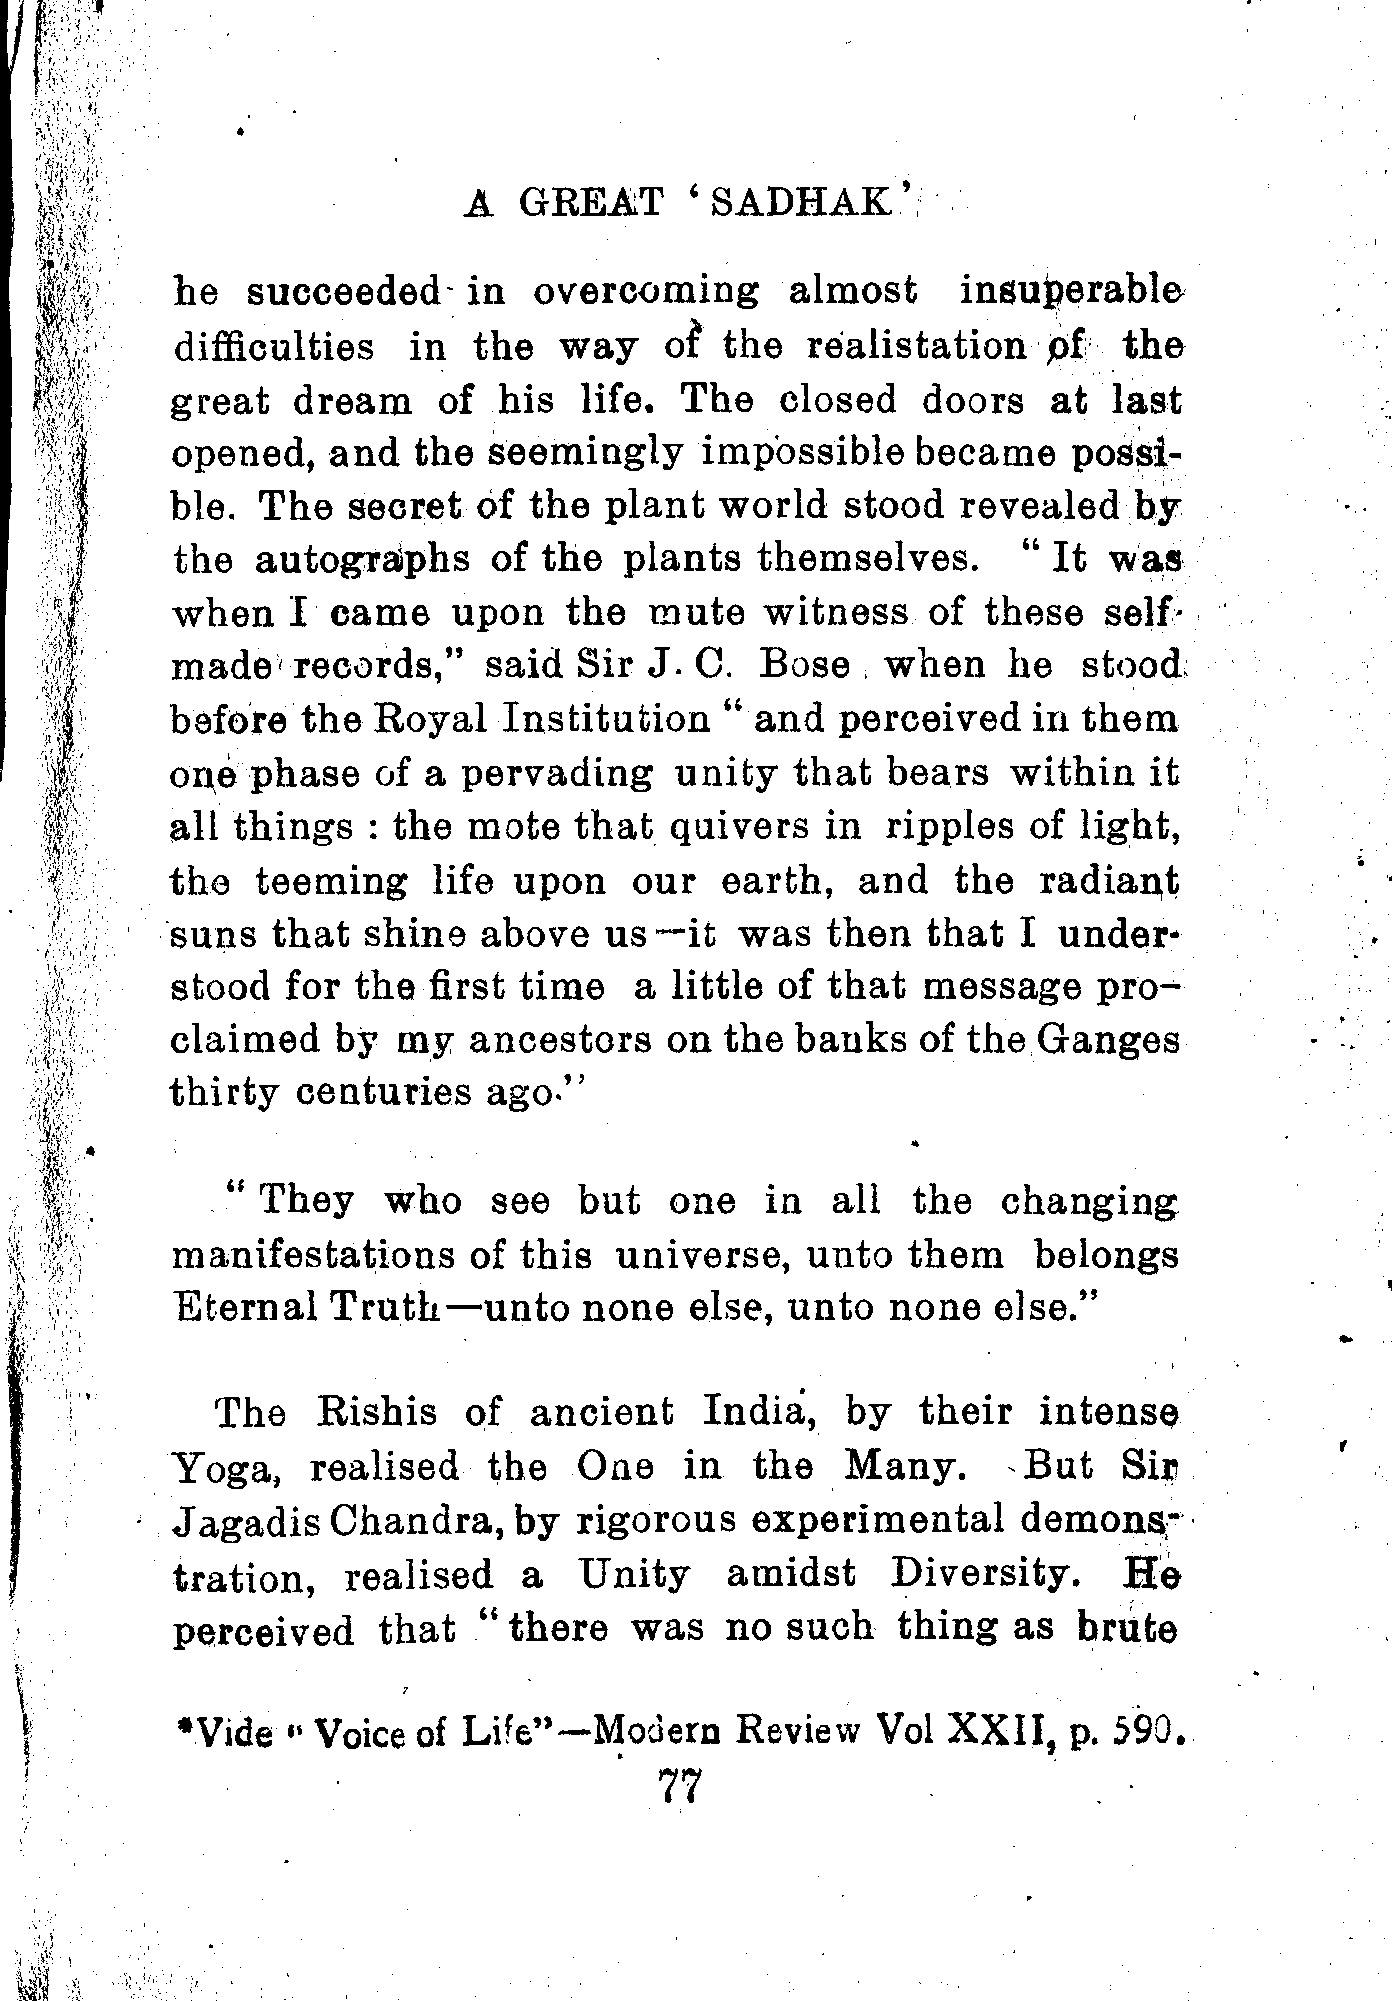 A GREAT ‘ SADHAK ’
he succeeded in overcoming almost insuperable
difficulties in the way of the realistation of the
great dream of his life. The closed doors at last
opened, and the seemingly impossible became possi-
ble. The secret of the plant world stood revealed by
the autographs of the plants themselves. “ It was
when I came upon the mute witness of these self-
made records,” said Sir J. C. Bose when he stood
before the Royal Institution “ and perceived in them
one phase of a pervading unity that bears within it
all things : the mote that quivers in ripples of light,
the teeming life upon our earth, and the radiant
suns that shine above us—it was then that I under-
stood for the first time a little of that message pro-
claimed by my ancestors on the banks of the Ganges
thirty centuries ago.”
“ They who see but one in all the changing
manifestations of this universe, unto them belongs
Eternal Truth—unto none else, unto none else.”
The Rishis of ancient India, by their intense
Yoga, realised the One in the Many. But Sir
Jagadis Chandra, by rigorous experimental demons-
tration, realised a Unity amidst Diversity. He
perceived that “ there was no such thing as brute
*Vide “ Voice of Life”—Modern Review Vol XXII, p. 590.
77